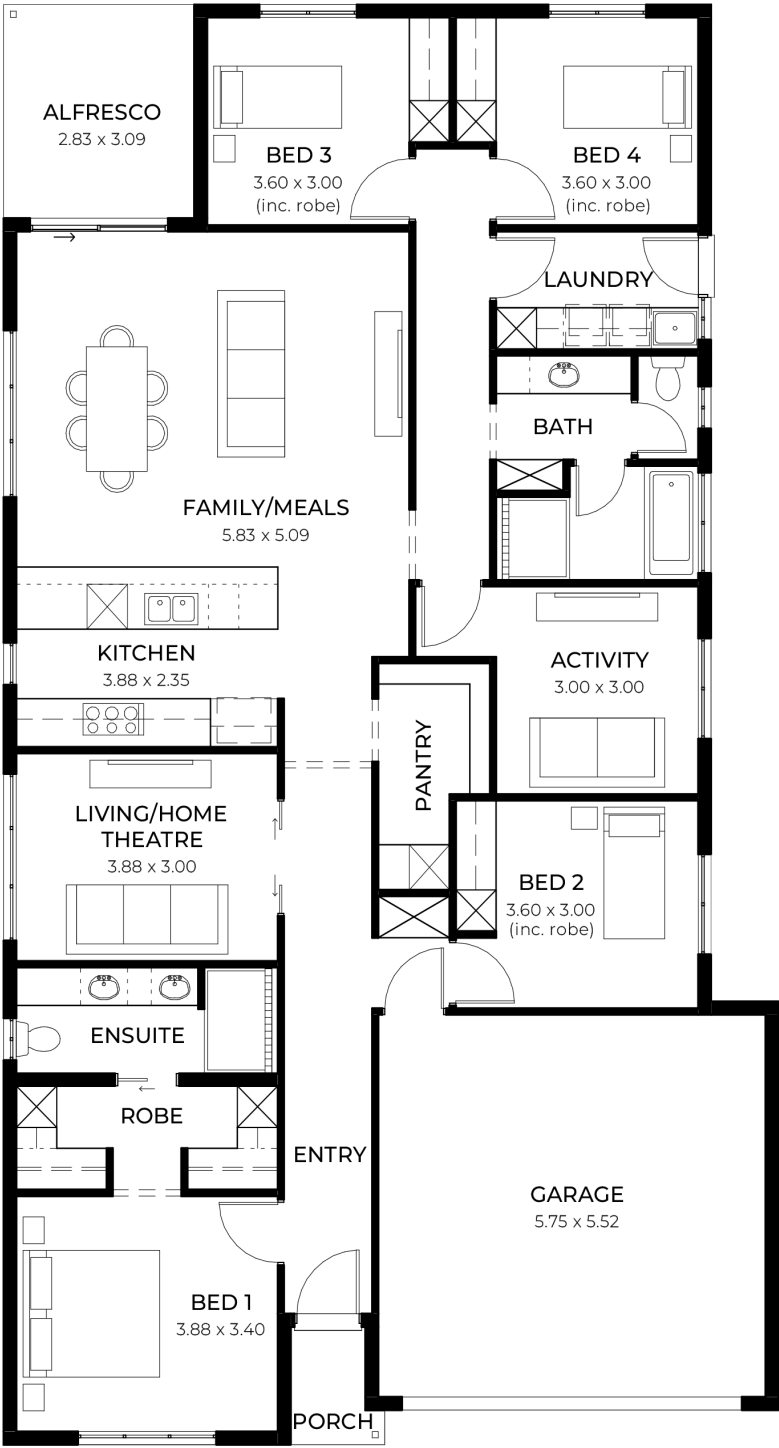 ALFRESCO
2.83 x 3.09
BED 3
3.60 x 3.00
(inc. robe)
BED 4
3.60 x 3.00
(inc. robe)
LAUNDRY
BATH
FAMILY/MEALS
5.83 x 5.09
KITCHEN
3.88 x 2.35
ACTIVITY
3.00 x 3.00
PANTRY
LIVING/HOME
THEATRE
3.88 x 3.00
BED 2
3.60 x 3.00
(inc. robe)
ENSUITE
ROBE
ENTRY
GARAGE
5.75 x 5.52
BED 1
3.88 x 3.40
PORCH